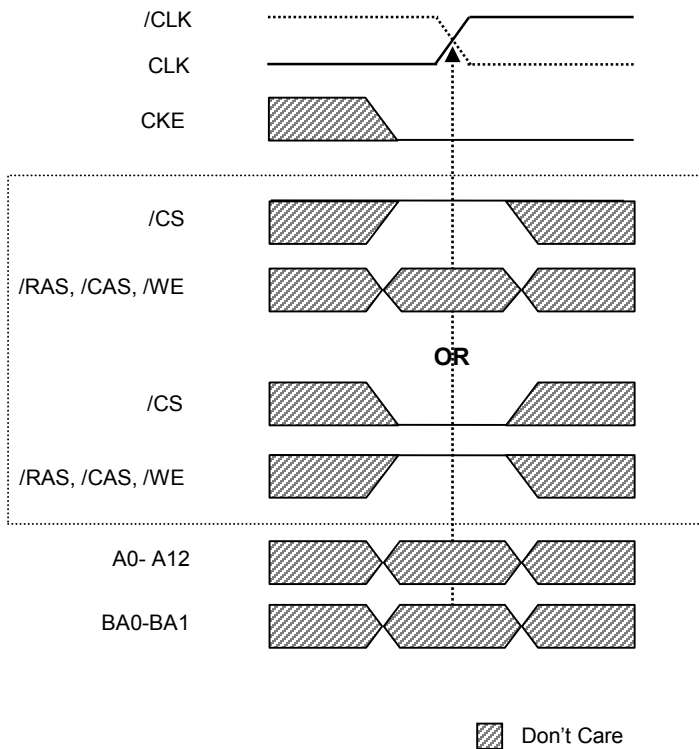 /CLK
CLK
CKE
/CS
/RAS, /CAS, /WE
OR
/CS
/RAS, /CAS, /WE
A0- A12
BA0-BA1
Don't Care